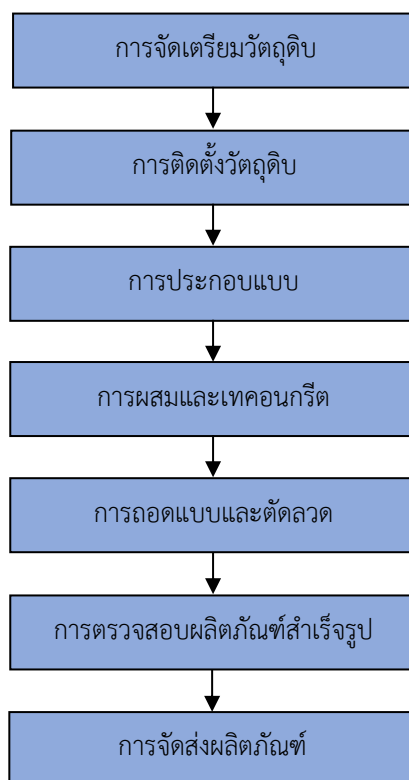 การจัดเตรียมวัตถุดิบ
การติดตั้งวัตถุดิบ
การประกอบแบบ
การผสมและเทคอนกรีต
การถอดแบบและตัดลวด
การตรวจสอบผลิตภัณฑ์สำเร็จรูป
การจัดส่งผลิตภัณฑ์